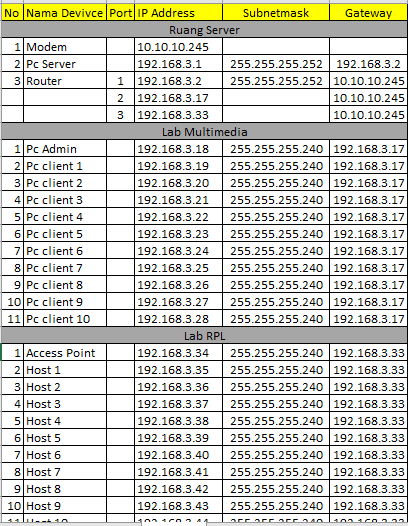 No Nama Devivce Port IP Address Subnetmask Gateway
Ruang Server
1 Modem 10.10.10.245
2 Pc Server 192.168.3.1 255.255.255.252 192.168.3.2
3 Router 1 192.168.3.2 255.255.255.252 10.10.10.245
2 192.168.3.17 10.10.10.245
3 192.168.3.33 10.10.10.245
Lab Multimedia
1 Pc Admin 192.168.3.18 255.255.255.240 192.168.3.17
2 Pc client 1 192.168.3.19 255.255.255.240 192.168.3.17
3 Pc client 2 192.168.3.20 255.255.255.240 192.168.3.17
4 Pc client 3 192.168.3.21 255.255.255.240 192.168.3.17
5 Pc client 4 192.168.3.22 255.255.255.240 192.168.3.17
6 Pc client 5 192.168.3.23 255.255.255.240 192.168.3.17
7 Pc client 6 192.168.3.24 255.255.255.240 192.168.3.17
8 Pc client 7 192.168.3.25 255.255.255.240 192.168.3.17
9 Pc client 8 192.168.3.26 255.255.255.240 192.168.3.17
10 Pc client 9 192.168.3.27 255.255.255.240 192.168.3.17
11 Pc client 10 192.168.3.28 255.255.255.240 192.168.3.17
Lab RPL
1 Access Point 192.168.3.34 255.255.255.240 192.168.3.33
2 Host 1 192.168.3.35 255.255.255.240 192.168.3.33
3 Host 2 192.168.3.36 255.255.255.240 192.168.3.33
4 Host 3 192.168.3.37 255.255.255.240 192.168.3.33
5 Host 4 192.168.3.38 255.255.255.240 192.168.3.33
6 Host 5 192.168.3.39 255.255.255.240 192.168.3.33
7 Host 6 192.168.3.40 255.255.255.240 192.168.3.33
8 Host 7 192.168.3.41 255.255.255.240 192.168.3.33
9 Host 8 192.168.3.42 255.255.255.240 192.168.3.33
10 Host 9 192.168.3.43 255.255.255.240 192.168.3.33